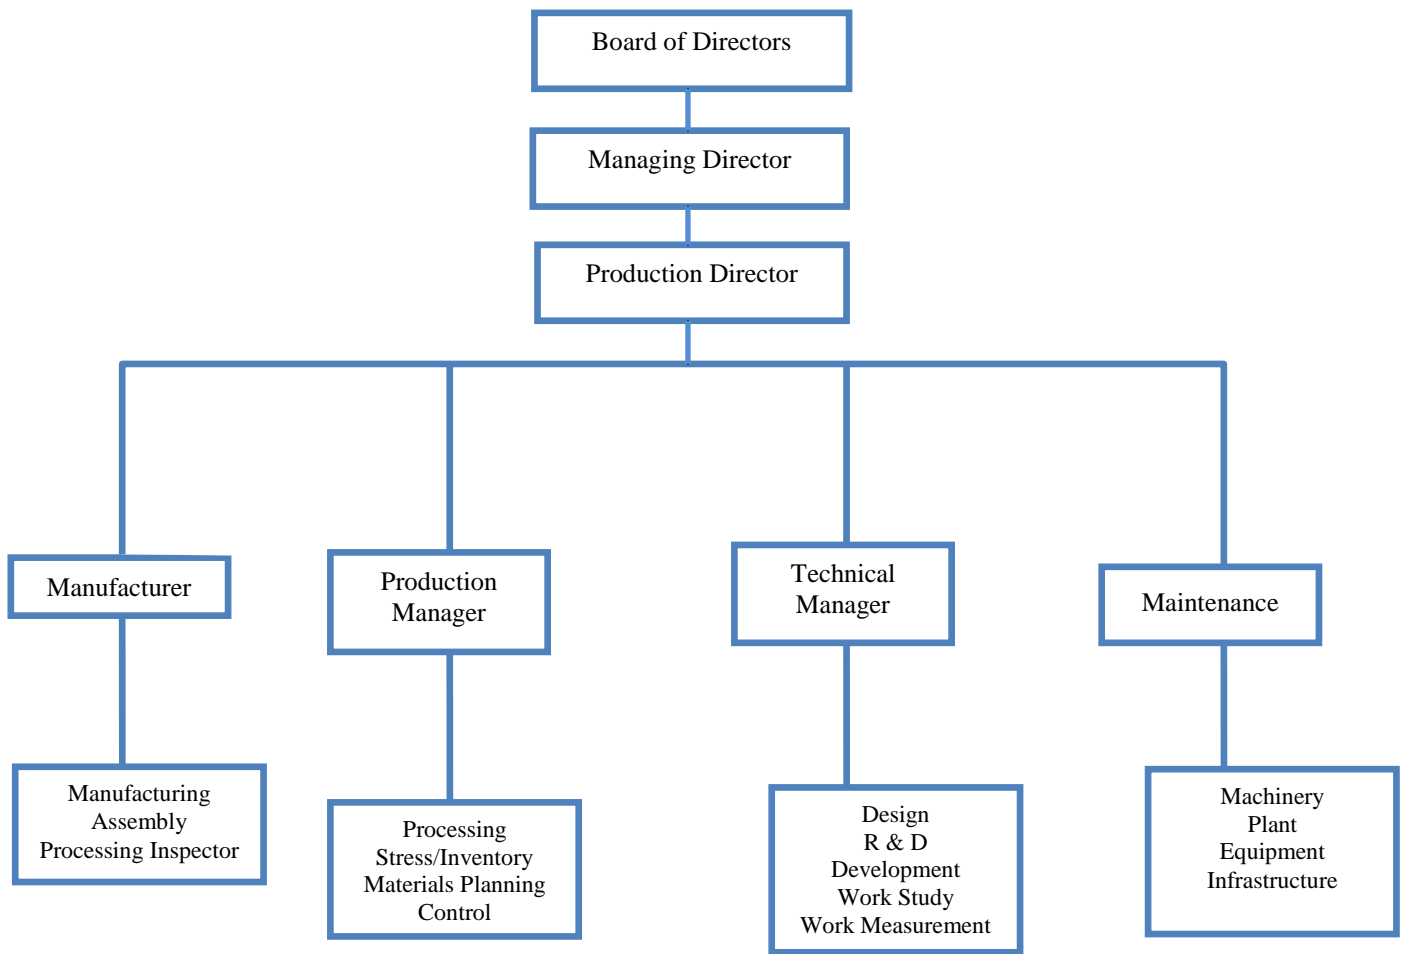 Board of Directors
Managing Director
Production Director
Manufacturer
Production
Manager
Technical
Manager
Maintenance
Manufacturing
Assembly
Processing Inspector
Processing
Stress/Inventory
Materials Planning
Control
Design
R & D
Development
Work Study
Work Measurement
Machinery
Plant
Equipment
Infrastructure